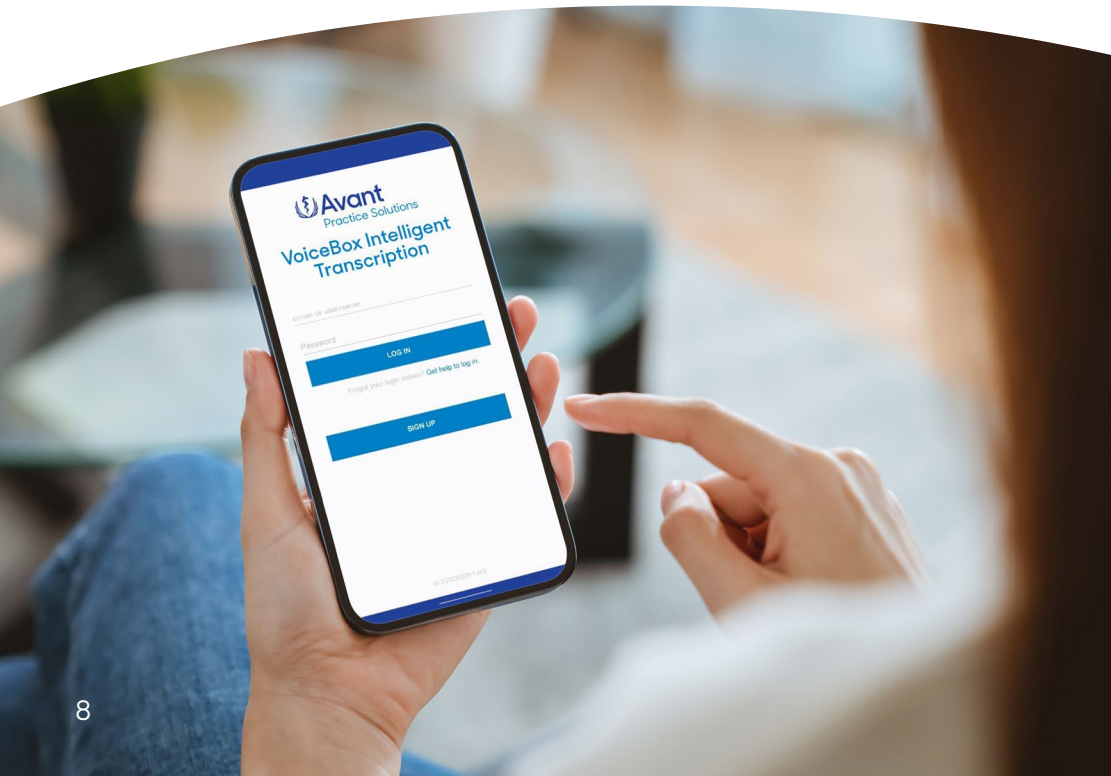 Avant
Practice Solutions
VoiceBox Intelligent
Transcription
Password
LOG IN
Forgot your login details? Get help to log in.
SIGN UP
8